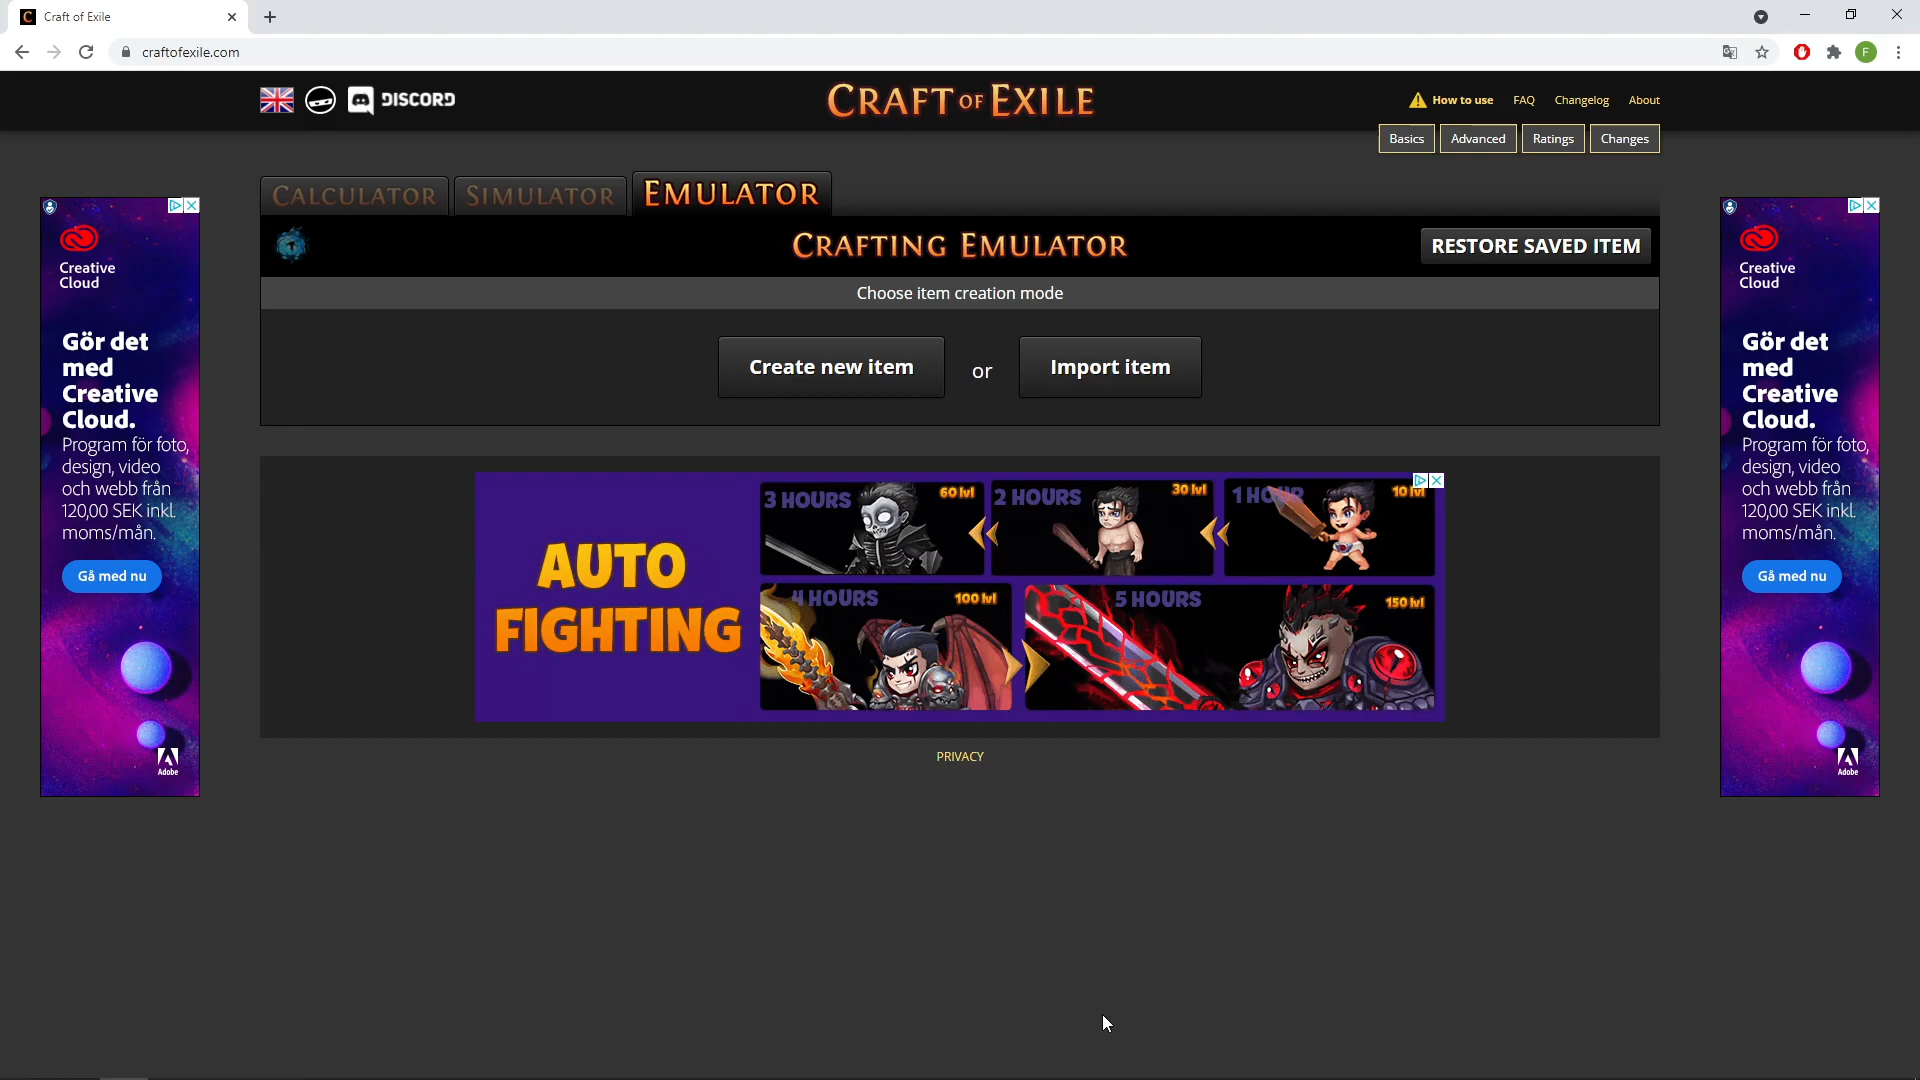 Craft of Exile
craftofexile.com
F
DISCORD
CRAFT OF EXILE
How to use FAQ Changelog About
Basics Advanced Ratings Changes
CALCULATOR SIMULATOR EMULATOR
CRAFTING EMULATOR
RESTORE SAVED ITEM
Choose item creation mode
Create new item or Import item
Creative
Cloud
Gör det
med
Creative
Cloud.
Program för foto,
design, video
och webb från
120,00 SEK inkl.
moms/mån.
Gå med nu
Adobe
AUTO
FIGHTING
3 HOURS 60 lvl
2 HOURS 30 lvl
1 HOUR 10 lvl
4 HOURS 100 lvl
5 HOURS 150 lvl
PRIVACY
Creative
Cloud
Gör det
med
Creative
Cloud.
Program för foto,
design, video
och webb från
120,00 SEK inkl.
moms/mån.
Gå med nu
Adobe